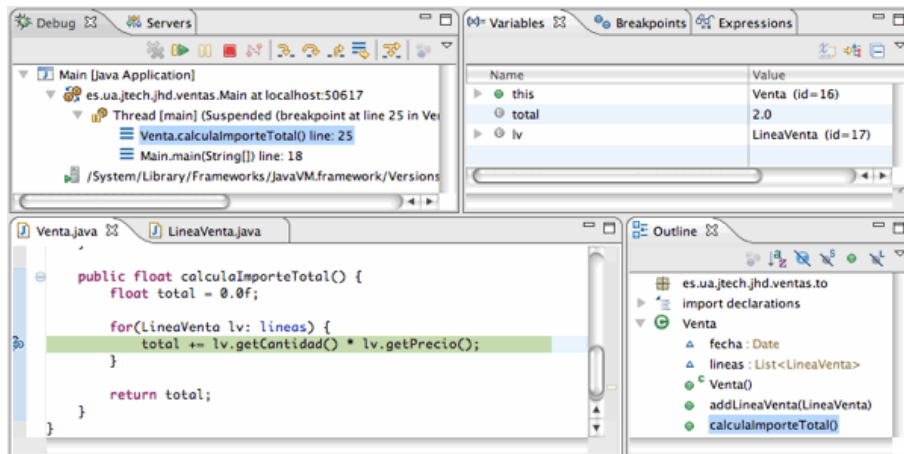 Debug
Servers
Main [Java Application]
es.ua.jtech.jhd.ventas.Main at localhost:50617
Thread [main] (Suspended (breakpoint at line 25 in Ve
Venta.calculaImporteTotal() line: 25
Main.main(String[]) line: 18
/System/Library/Frameworks/JavaVM.framework/Versions
(x)= Variables
Breakpoints
Expressions
Name
Value
this
Venta (id=16)
total
2.0
lv
LineaVenta (id=17)
Venta.java
LineaVenta.java
}
public float calculaImporteTotal() {
float total = 0.0f;
for(LineaVenta lv: lineas) {
total += lv.getCantidad() * lv.getPrecio();
}
return total;
}
}
Outline
es.ua.jtech.jhd.ventas.to
import declarations
Venta
fecha : Date
lineas : List<LineaVenta>
Venta()
addLineaVenta(LineaVenta)
calculaImporteTotal()